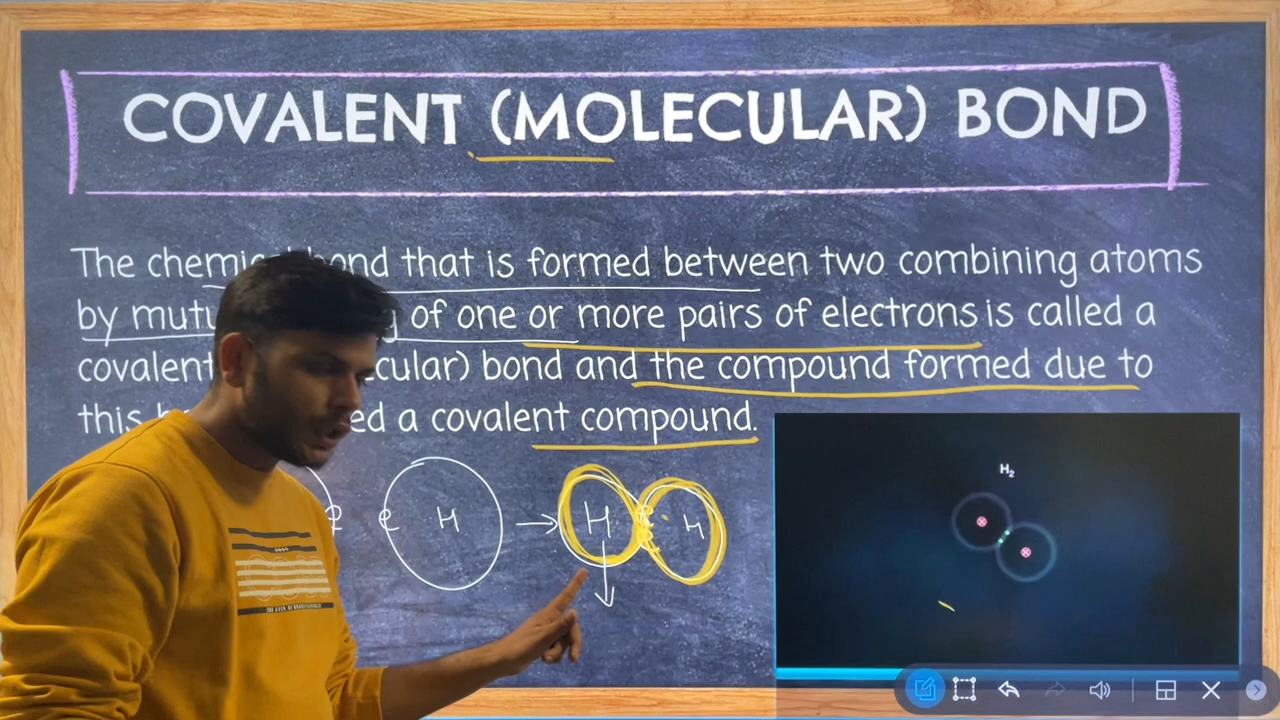 COVALENT (MOLECULAR) BOND
The chemical bond that is formed between two combining atoms
by mutu g of one or more pairs of electrons is called a
covalent cular) bond and the compound formed due to
this b ed a covalent compound.
H₂
e e H → H H